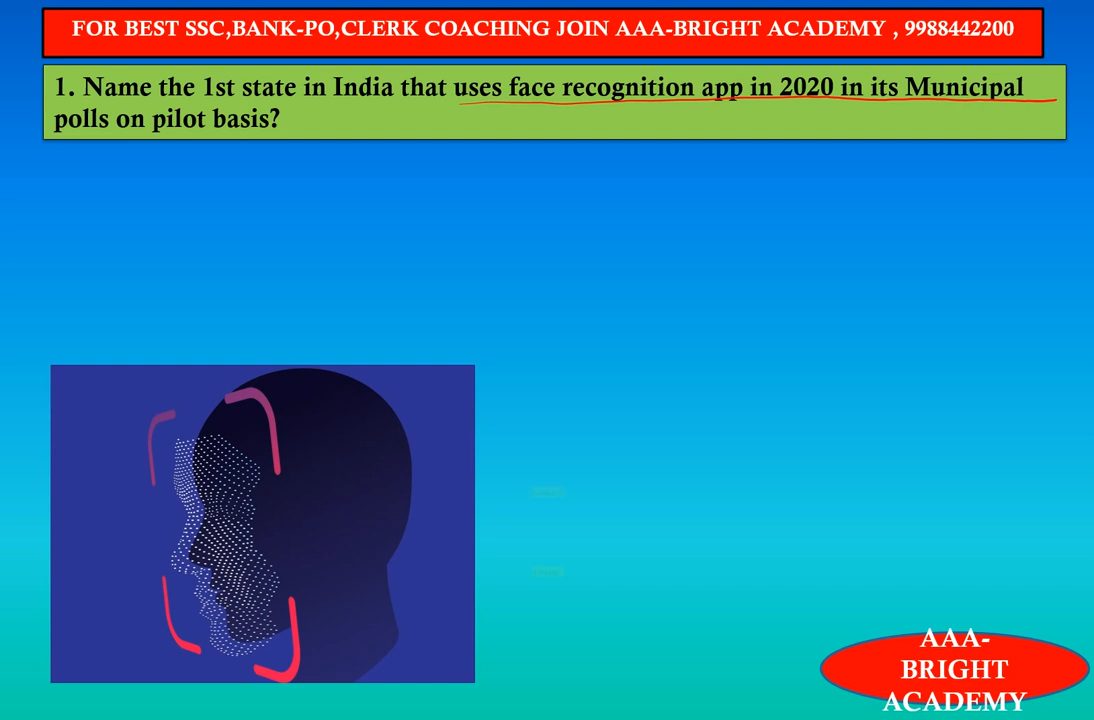 FOR BEST SSC,BANK-PO,CLERK COACHING JOIN AAA-BRIGHT ACADEMY , 9988442200
1. Name the 1st state in India that uses face recognition app in 2020 in its Municipal
polls on pilot basis?
AAA-
BRIGHT
ACADEMY